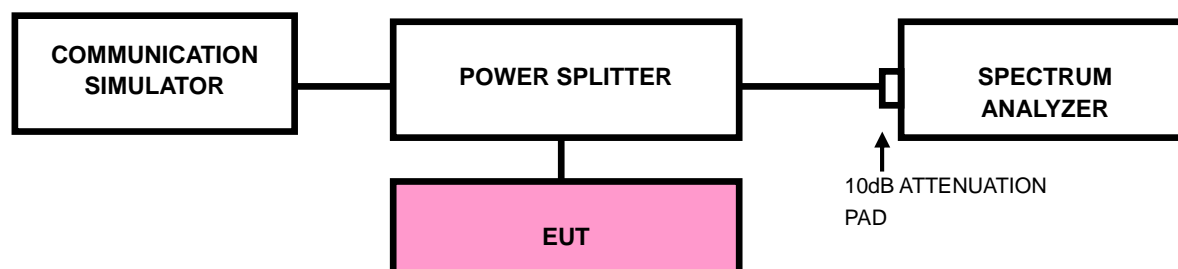 COMMUNICATION
SIMULATOR
POWER SPLITTER
SPECTRUM
ANALYZER
10dB ATTENUATION
PAD
EUT